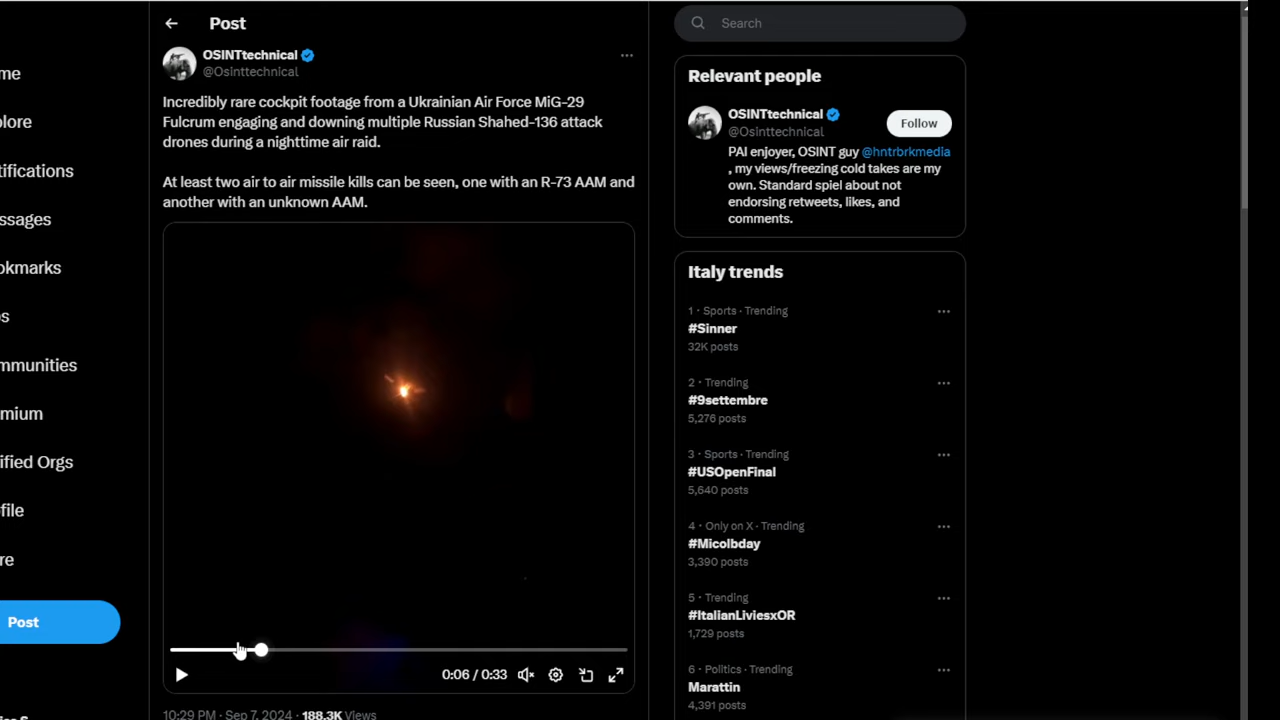 Post
OSINTtechnical
@Osinttechnical
Incredibly rare cockpit footage from a Ukrainian Air Force MiG-29
Fulcrum engaging and downing multiple Russian Shahed-136 attack
drones during a nighttime air raid.
At least two air to air missile kills can be seen, one with an R-73 AAM and
another with an unknown AAM.
0:06 / 0:33
10:29 PM · Sep 7, 2024 · 188.3K Views
me
lore
tifications
ssages
okmarks
s
mmunities
emium
ified Orgs
file
re
Post
Search
Relevant people
OSINTtechnical
@Osinttechnical
Follow
PAI enjoyer, OSINT guy @hntrbrkmedia
, my views/freezing cold takes are my
own. Standard spiel about not
endorsing retweets, likes, and
comments.
Italy trends
1 · Sports · Trending
#Sinner
32K posts
2 · Trending
#9settembre
5,276 posts
3 · Sports · Trending
#USOpenFinal
5,640 posts
4 · Only on X · Trending
#Micolbday
3,390 posts
5 · Trending
#ItalianLiviesxOR
1,729 posts
6 · Politics · Trending
Marattin
4,391 posts